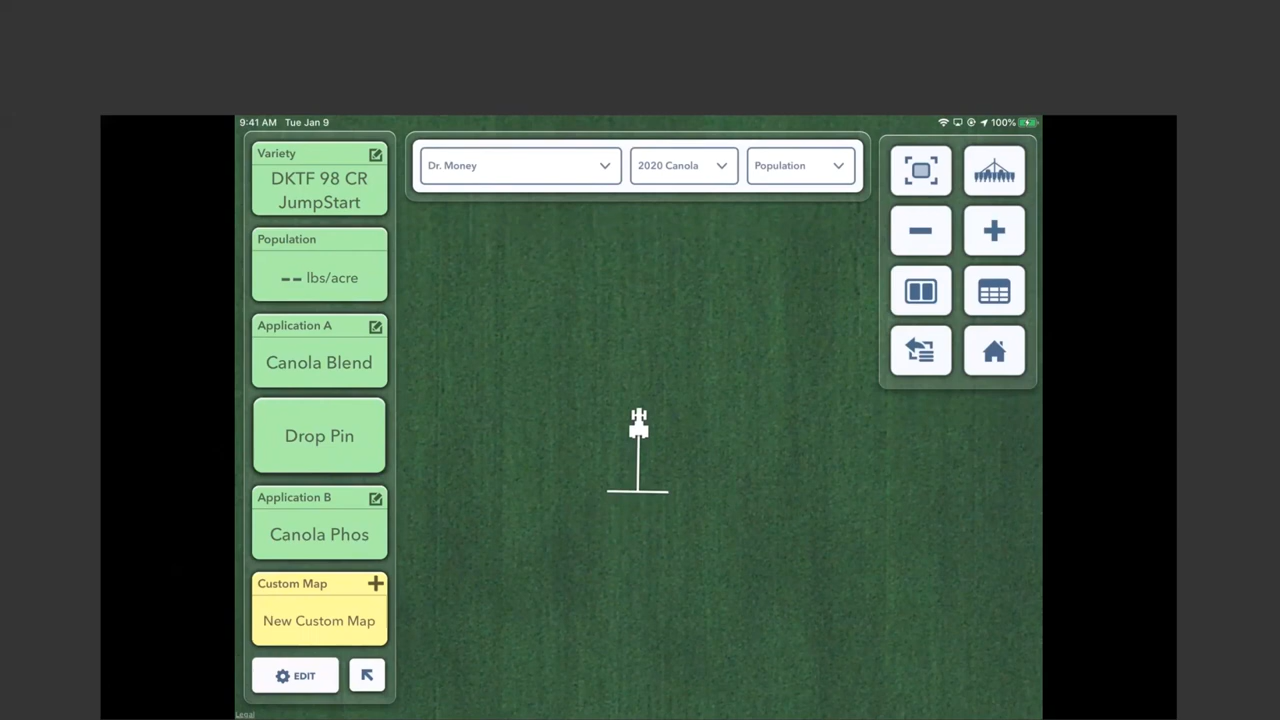 9:41 AM Tue Jan 9
100%
Variety
DKTF 98 CR
JumpStart
Population
-- lbs/acre
Application A
Canola Blend
Drop Pin
Application B
Canola Phos
Custom Map
New Custom Map
EDIT
Legal
Dr. Money
2020 Canola
Population